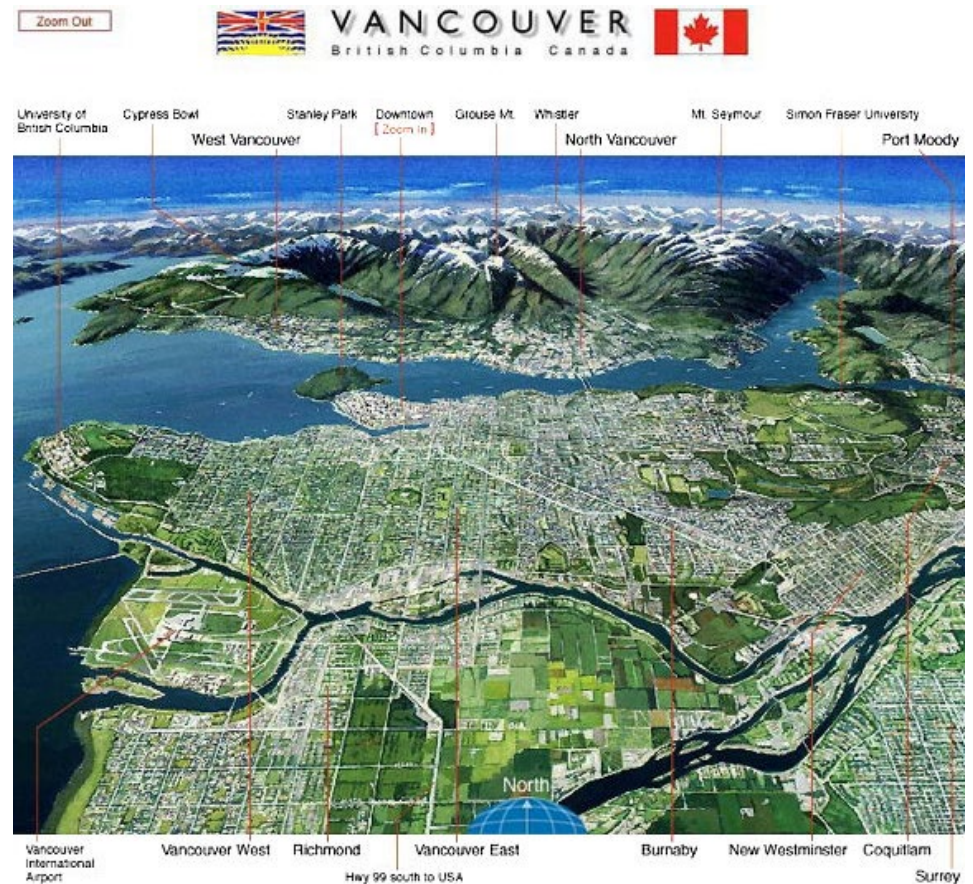 Zoom Out
VANCOUVER
British Columbia Canada
University of
British Columbia
Cypress Bowl
Stanley Park
Downtown
[ Zoom In ]
Grouse Mt.
Whistler
Mt. Seymour
Simon Fraser University
West Vancouver
North Vancouver
Port Moody
North
Vancouver
International
Airport
Vancouver West
Richmond
Hwy 99 south to USA
Vancouver East
Burnaby
New Westminster
Coquitlam
Surrey